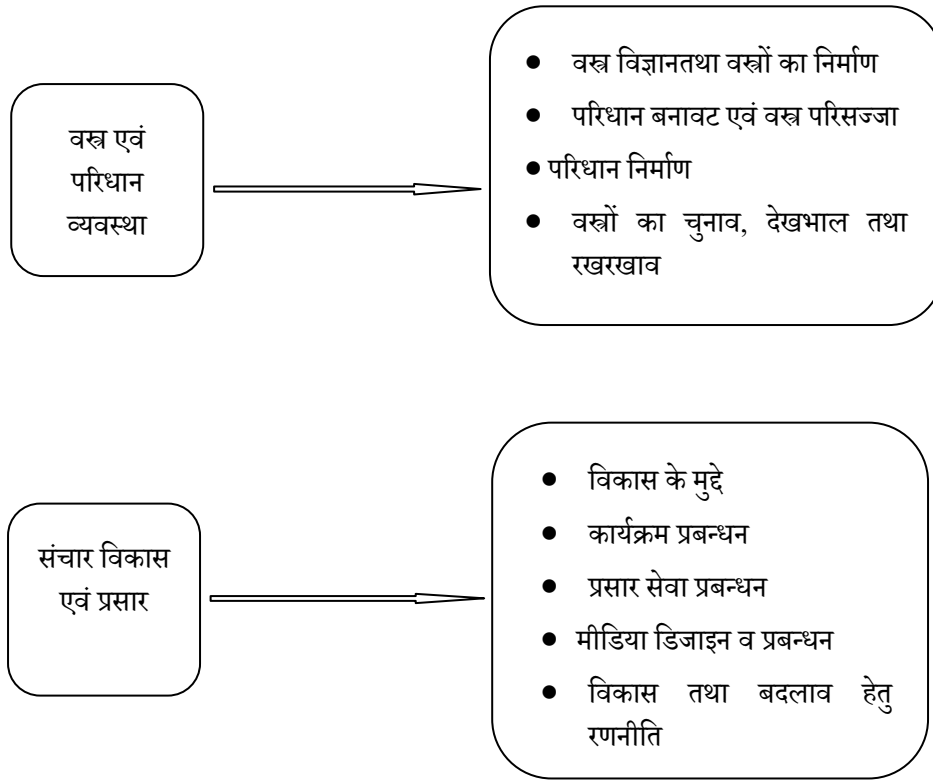 वस्त्र एवं
परिधान
व्यवस्था
● वस्त्र विज्ञानतथा वस्त्रों का निर्माण
● परिधान बनावट एवं वस्त्र परिसज्जा
● परिधान निर्माण
● वस्त्रों का चुनाव, देखभाल तथा
रखरखाव
संचार विकास
एवं प्रसार
● विकास के मुद्दे
● कार्यक्रम प्रबन्धन
● प्रसार सेवा प्रबन्धन
● मीडिया डिजाइन व प्रबन्धन
● विकास तथा बदलाव हेतु
रणनीति